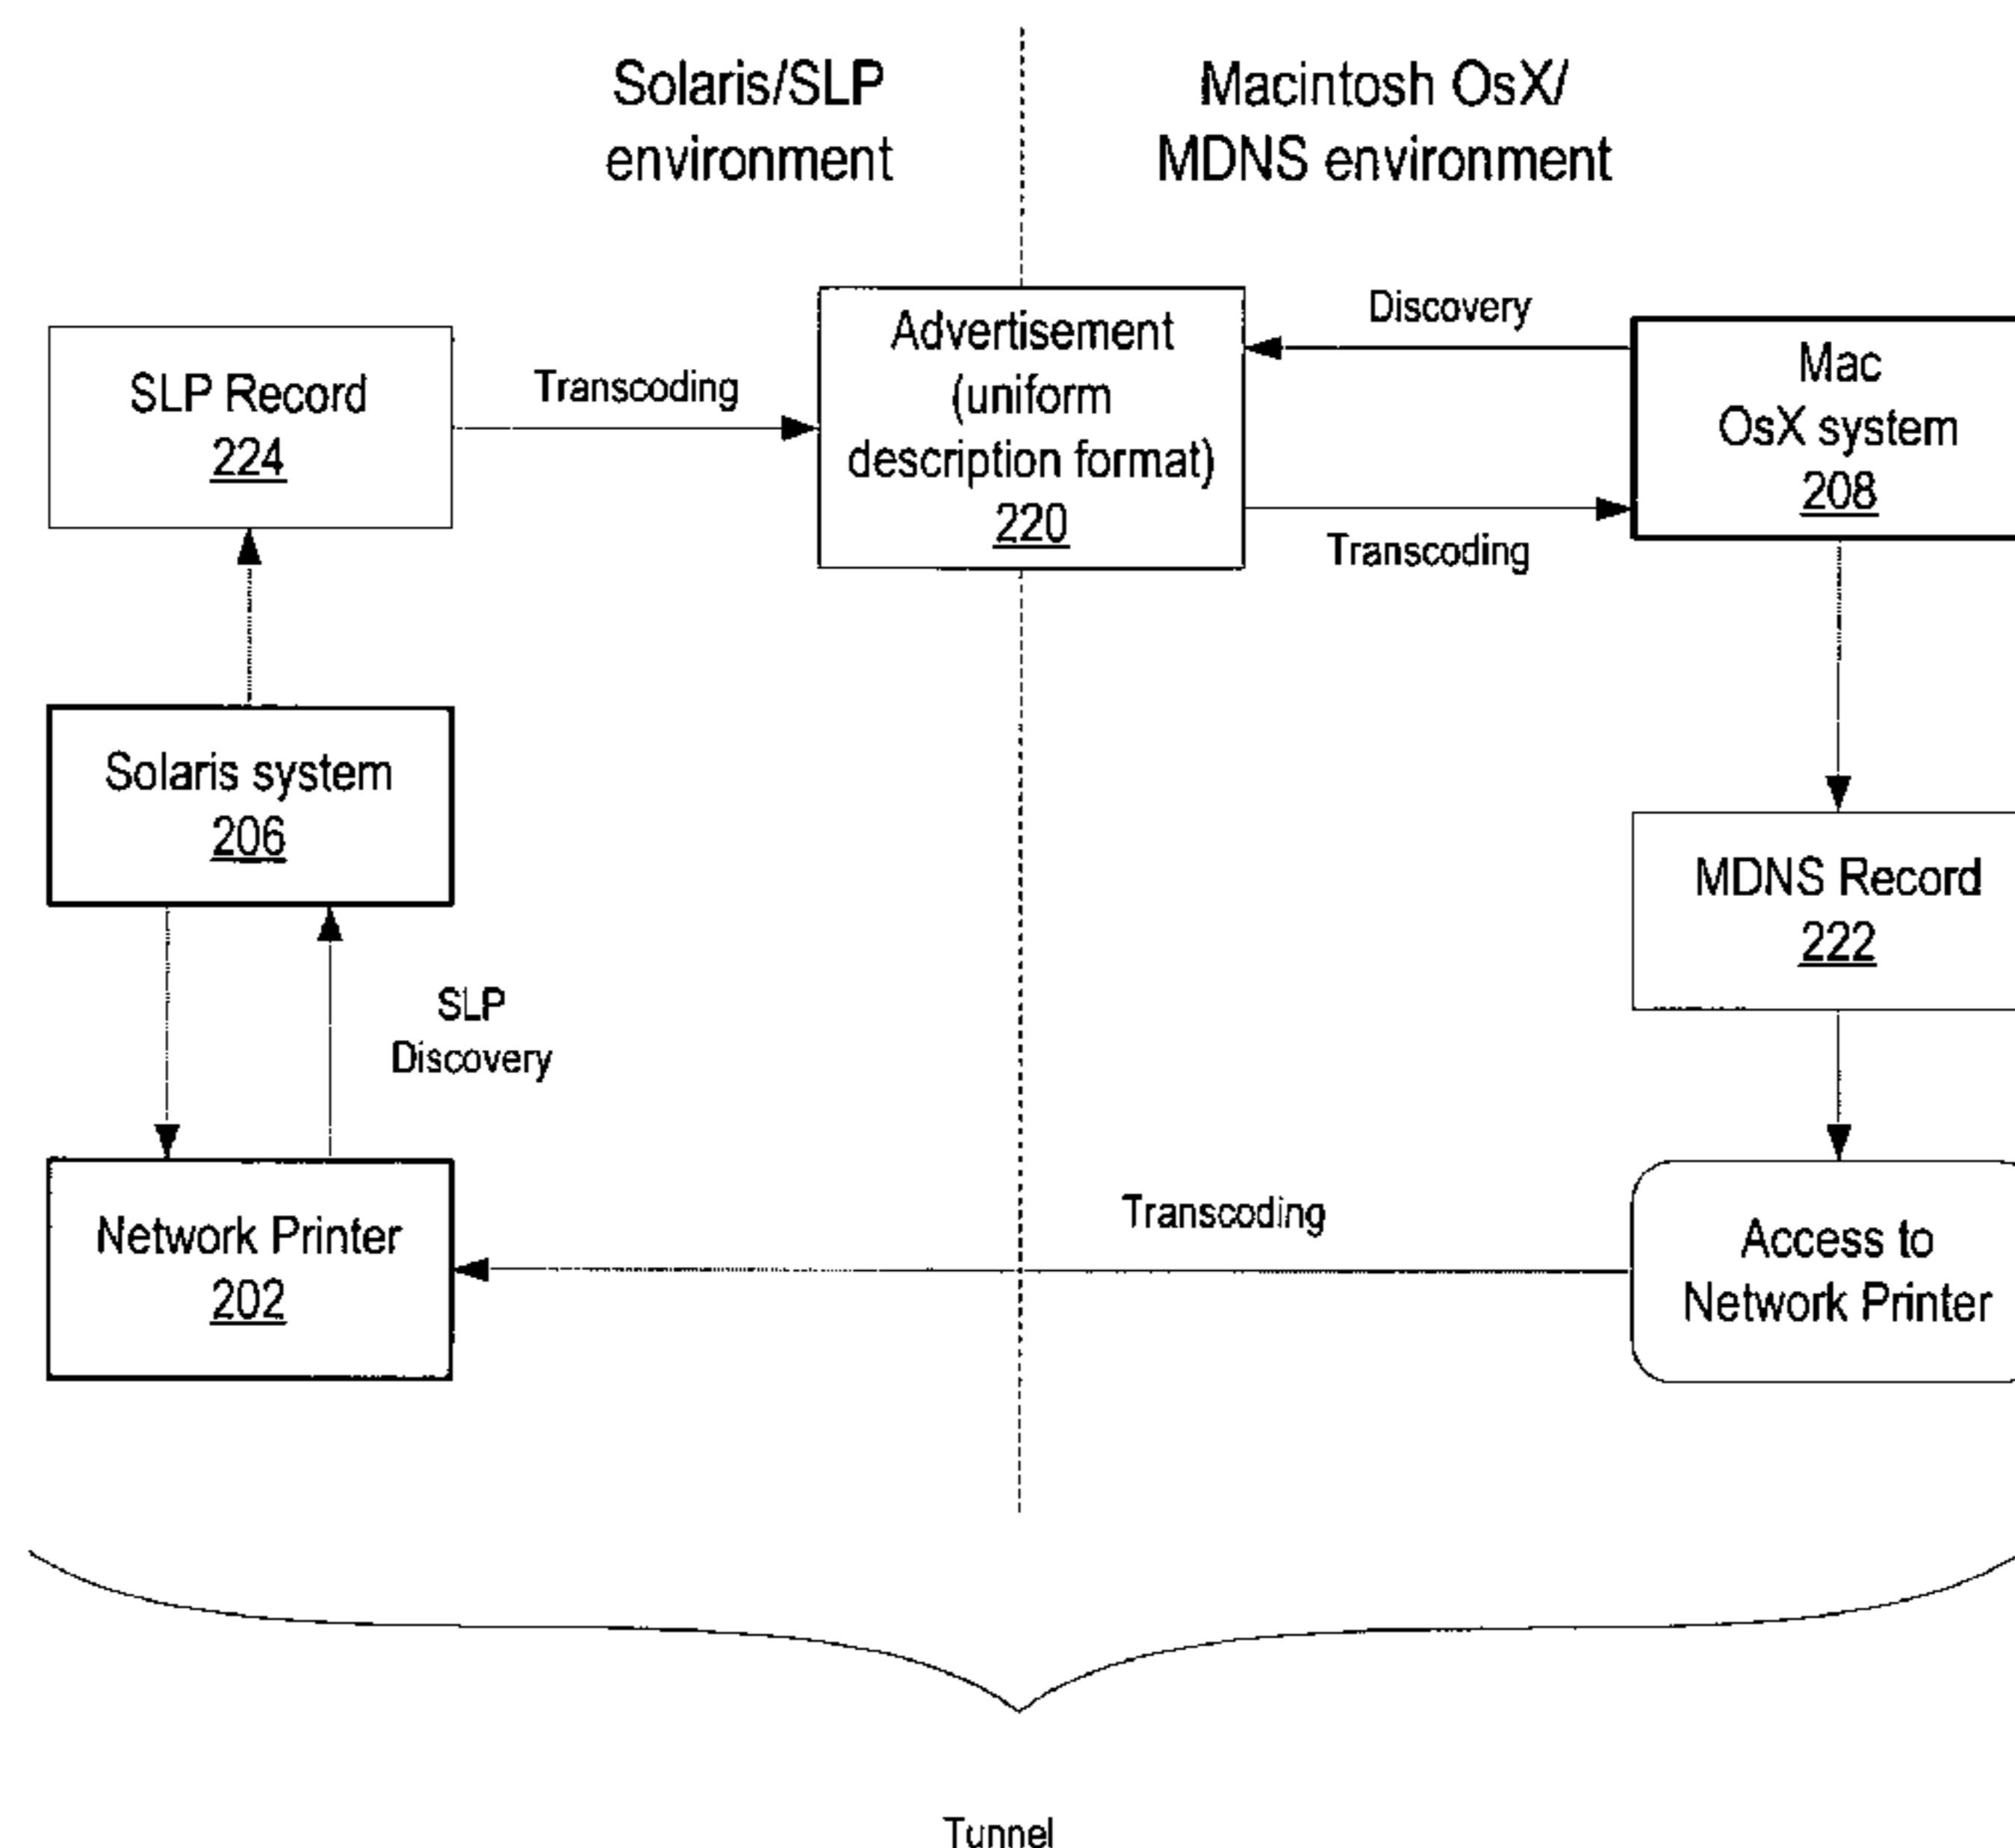 Solaris/SLP
environment
Macintosh OsX/
MDNS environment
SLP Record
224
Transcoding
Advertisement
(uniform
description format)
220
Discovery
Transcoding
Mac
OsX system
208
Solaris system
206
MDNS Record
222
SLP
Discovery
Network Printer
202
Transcoding
Access to
Network Printer
Tunnel